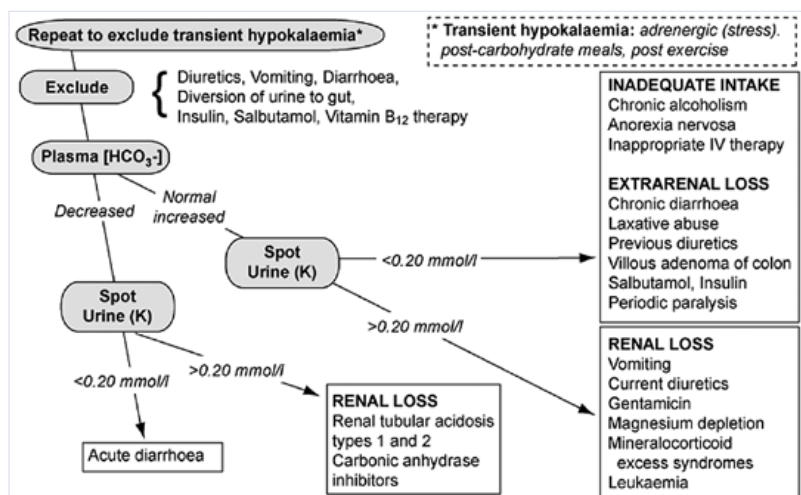 Repeat to exclude transient hypokalaemia*
* Transient hypokalaemia: adrenergic (stress).
post-carbohydrate meals, post exercise
Exclude
Diuretics, Vomiting, Diarrhoea,
Diversion of urine to gut,
Insulin, Salbutamol, Vitamin B12 therapy
Plasma [HCO3-]
Decreased
Normal
increased
Spot
Urine (K)
<0.20 mmol/l
>0.20 mmol/l
INADEQUATE INTAKE
Chronic alcoholism
Anorexia nervosa
Inappropriate IV therapy
EXTRARENAL LOSS
Chronic diarrhoea
Laxative abuse
Previous diuretics
Villous adenoma of colon
Salbutamol, Insulin
Periodic paralysis
Spot
Urine (K)
<0.20 mmol/l
>0.20 mmol/l
Acute diarrhoea
RENAL LOSS
Renal tubular acidosis
types 1 and 2
Carbonic anhydrase
inhibitors
RENAL LOSS
Vomiting
Current diuretics
Gentamicin
Magnesium depletion
Mineralocorticoid
excess syndromes
Leukaemia